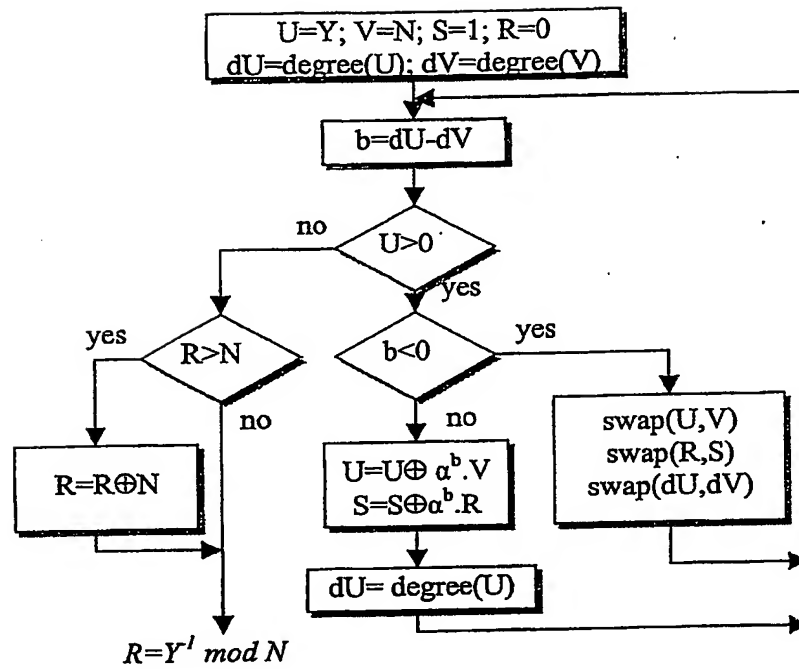 U=Y; V=N; S=1; R=0
dU=degree(U); dV=degree(V)
b=dU-dV
no
U>0
yes
yes
R>N
b<0
yes
no
no
R=R⊕N
U=U⊕ α^b.V
S=S⊕α^b.R
swap(U,V)
swap(R,S)
swap(dU,dV)
dU= degree(U)
R=Y^-1 mod N